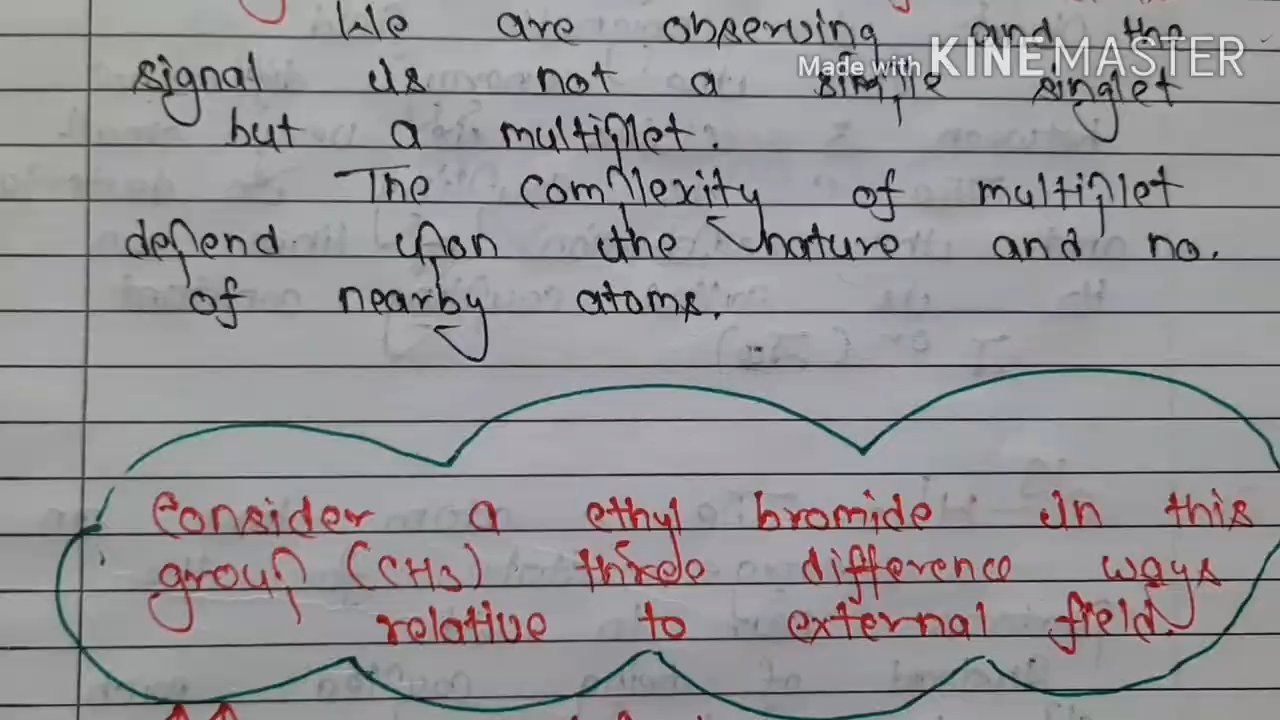 We are observing and the
Made with KINEMASTER
signal is not a single singlet
but a multiplet.
The complexity of multiplet
depend upon the nature and no.
of nearby atoms.
Consider a ethyl bromide In this
group (CH3) three difference ways
relative to external field.